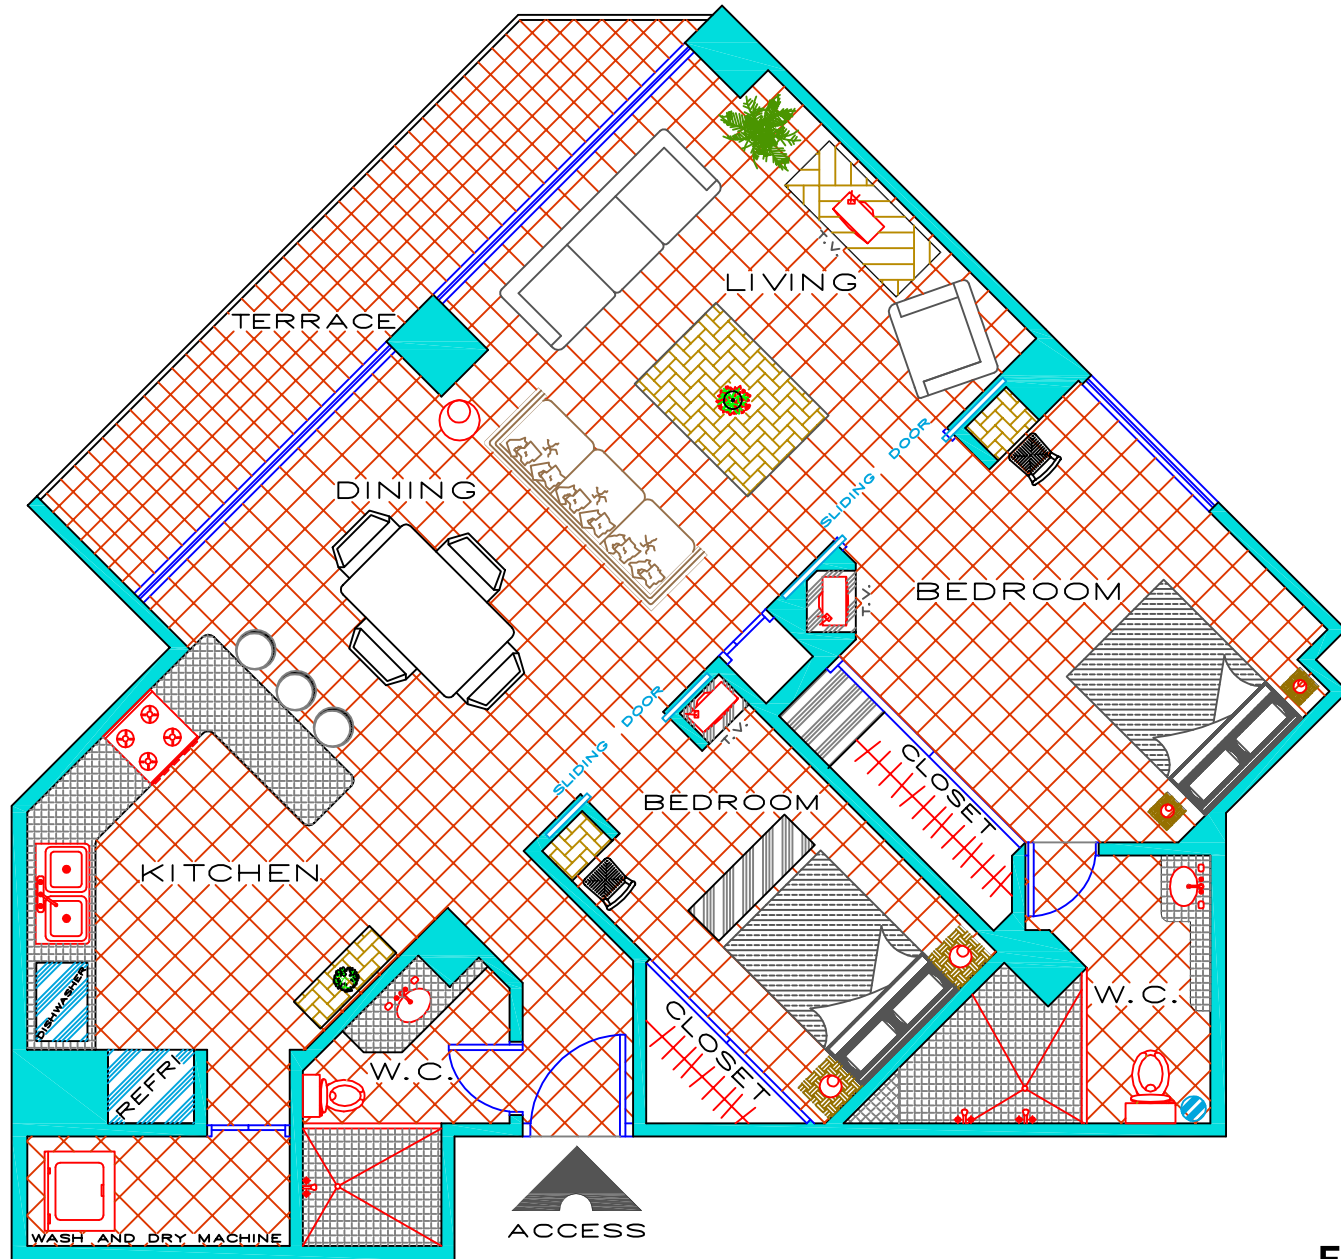 LIVING
T.V.
TERRACE
SLIDING DOOR
DINING
BEDROOM
T.V.
SLIDING DOOR
T.V.
CLOSET
BEDROOM
KITCHEN
DISHWASHER
W.C.
CLOSET
W.C.
REFRI
ACCESS
WASH AND DRY MACHINE